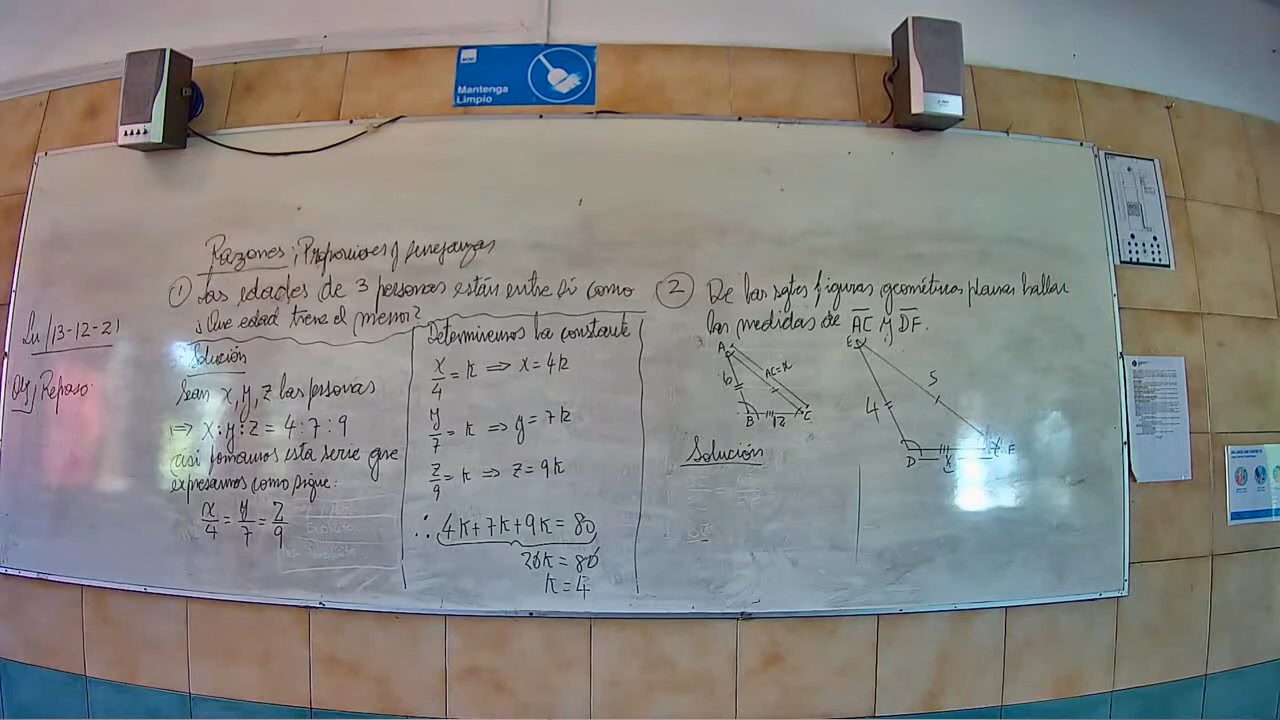 Mantenga
Limpio
Lu/13-12-21
Oy, Repaso.
Razones; Proporciones y semejanzas
① Las edades de 3 personas están entre sí como
¿Que edad tiene el menor?
Solución
Sean x, y, z las personas
⇒ x : y : z = 4 : 7 : 9
así formamos esta serie que
expresamos como sigue:
x/4 = y/7 = z/9
Determinemos la constante
x/4 = k ⇒ x = 4k
y/7 = k ⇒ y = 7k
z/9 = k ⇒ z = 9k
∴ 4k+7k+9k = 80
20k = 80
k = 4
② De las sgtes figuras geométricas planas hallar
las medidas de AC y DF.
A
6
AC=x
B
12
C
E
4
5
D
F
Solución